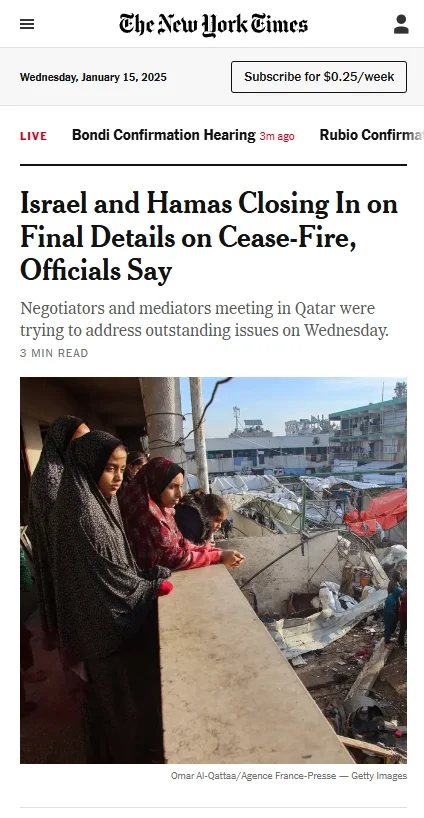 The New York Times
Wednesday, January 15, 2025
Subscribe for $0.25/week
LIVE Bondi Confirmation Hearing 3m ago Rubio Confirma
Israel and Hamas Closing In on
Final Details on Cease-Fire,
Officials Say
Negotiators and mediators meeting in Qatar were
trying to address outstanding issues on Wednesday.
3 MIN READ
Omar Al-Qattaa/Agence France-Presse — Getty Images